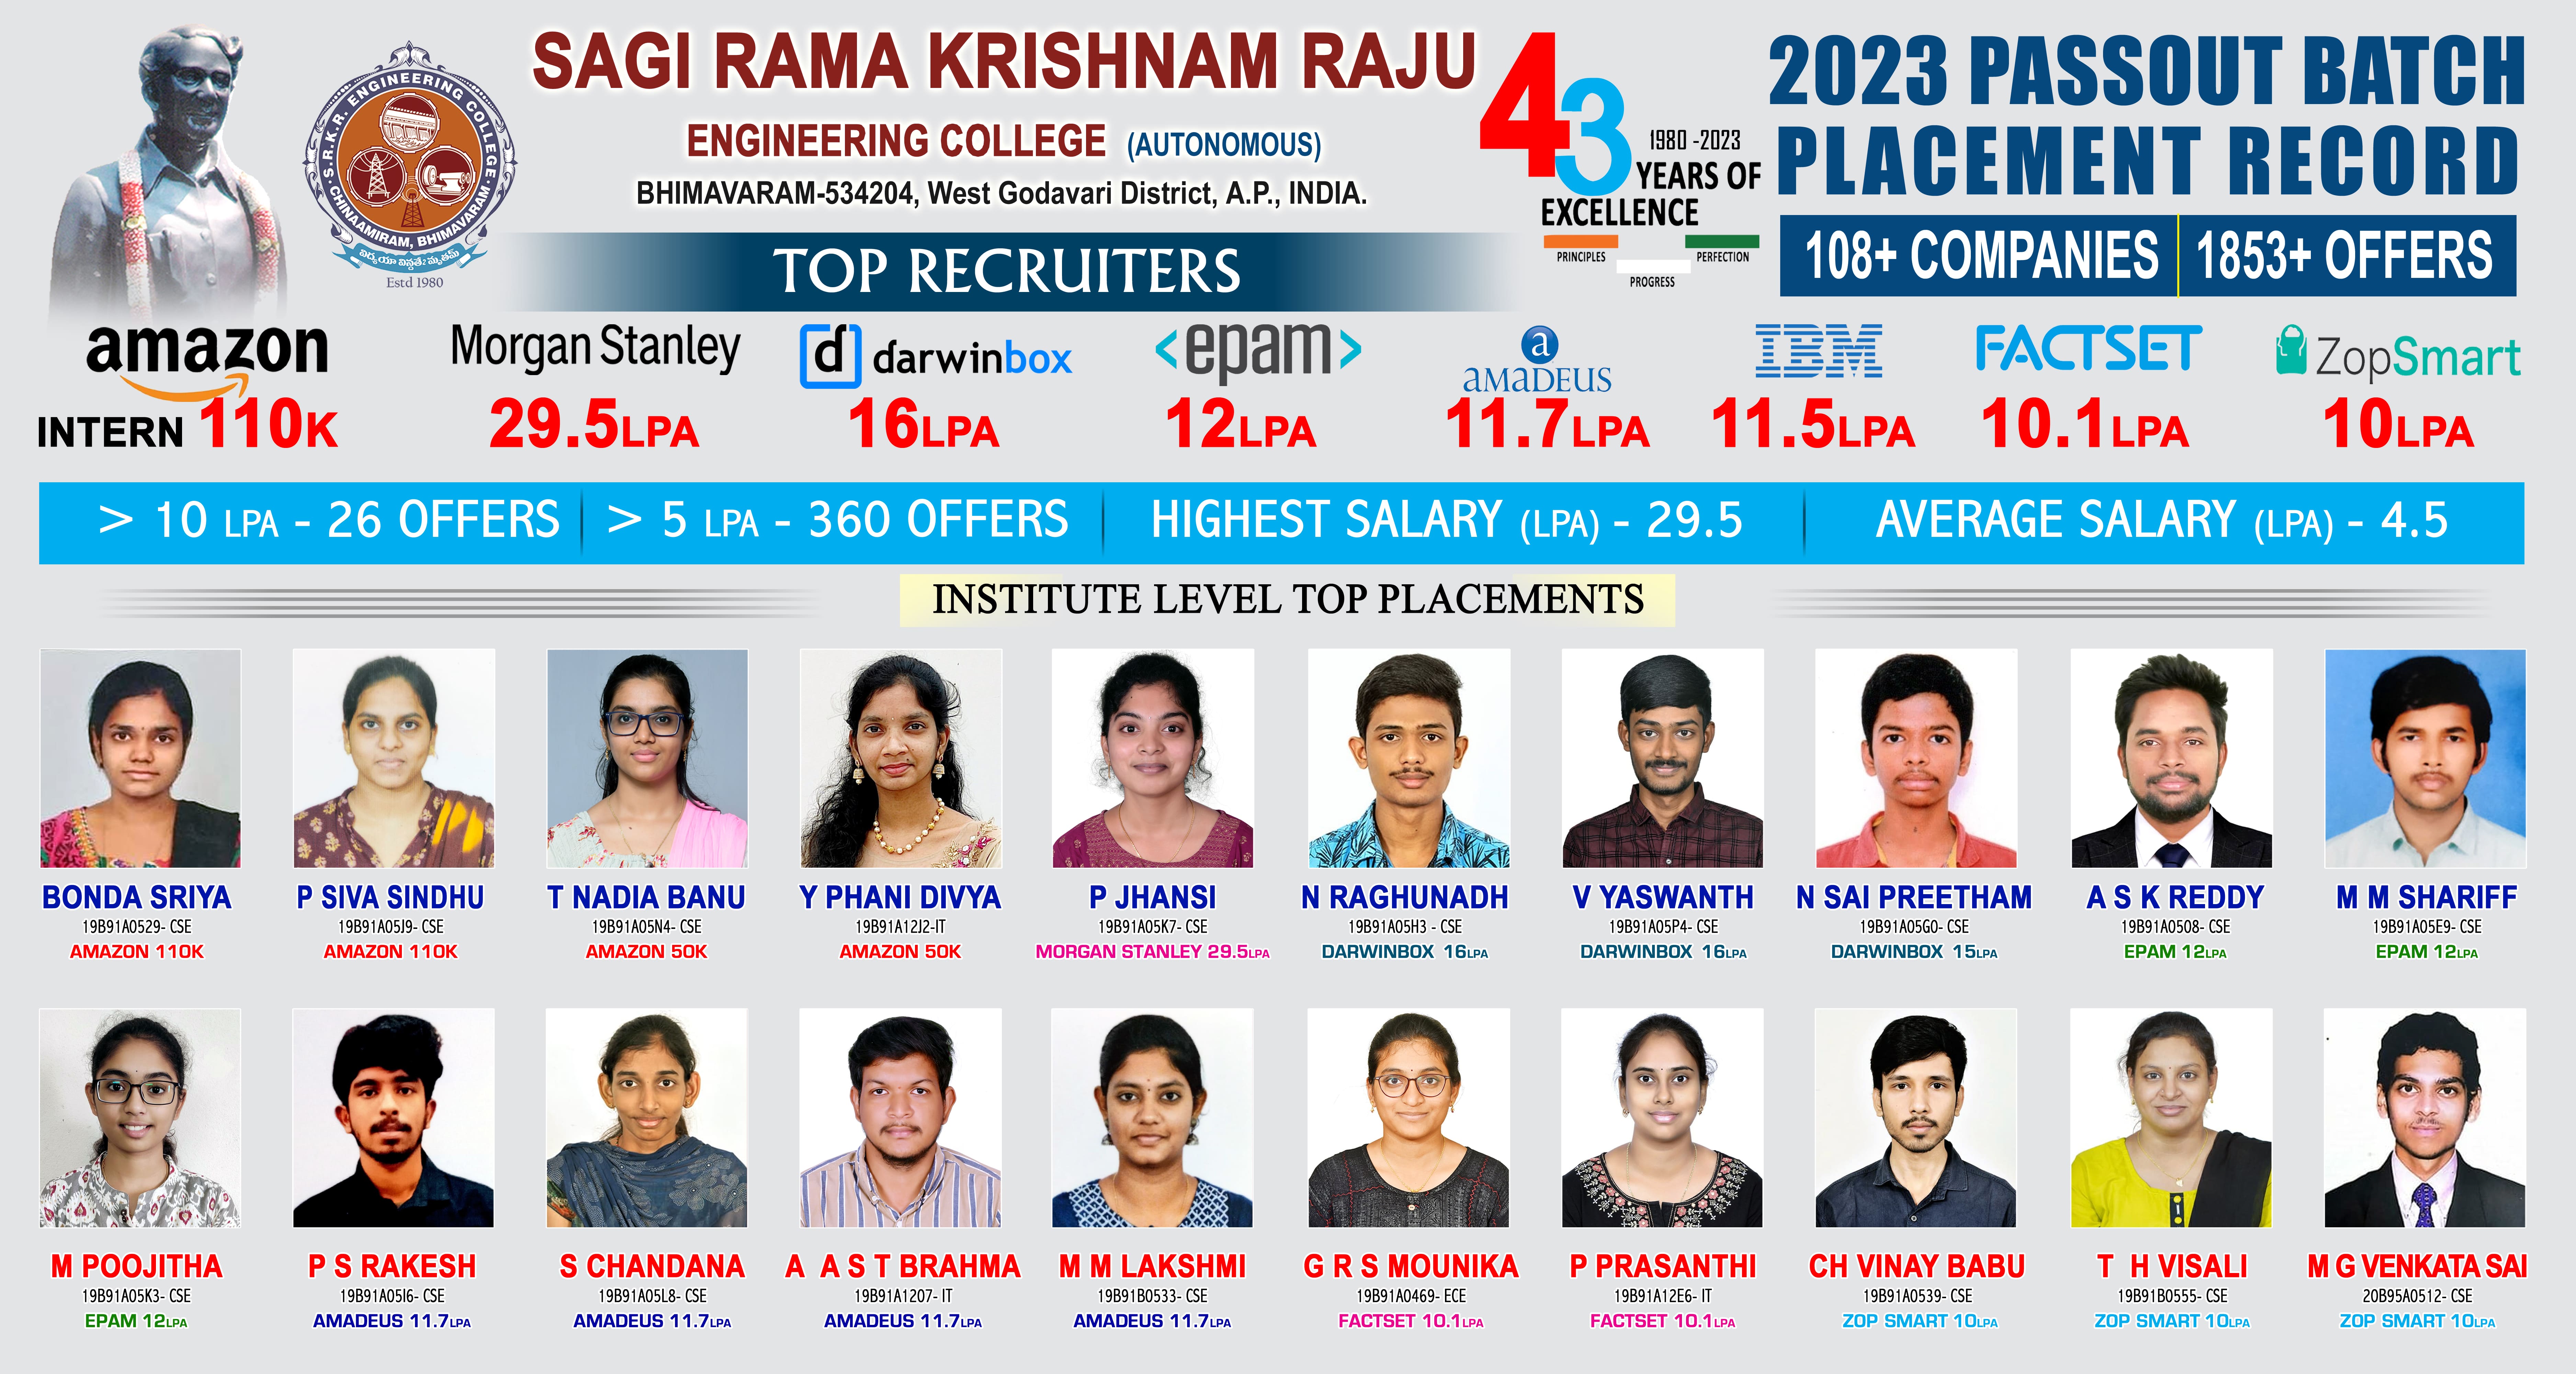 SAGI RAMA KRISHNAM RAJU
ENGINEERING COLLEGE (AUTONOMOUS)
BHIMAVARAM-534204, West Godavari District, A.P., INDIA.
S.R.K.R. ENGINEERING COLLEGE
CHINAAMIRAM, BHIMAVARAM
Estd 1980
43
1980 -2023
YEARS OF
EXCELLENCE
PRINCIPLES
PROGRESS
PERFECTION
2023 PASSOUT BATCH
PLACEMENT RECORD
108+ COMPANIES 1853+ OFFERS
TOP RECRUITERS
amazon Morgan Stanley d darwinbox <epam> a amadeus IBM FACTSET ZopSmart
INTERN 110K 29.5LPA 16LPA 12LPA 11.7LPA 11.5LPA 10.1LPA 10LPA
> 10 LPA - 26 OFFERS > 5 LPA - 360 OFFERS HIGHEST SALARY (LPA) - 29.5 AVERAGE SALARY (LPA) - 4.5
INSTITUTE LEVEL TOP PLACEMENTS
BONDA SRIYA P SIVA SINDHU T NADIA BANU Y PHANI DIVYA P JHANSI N RAGHUNADH V YASWANTH N SAI PREETHAM A S K REDDY M M SHARIFF
19B91A0529- CSE 19B91A05J9- CSE 19B91A05N4- CSE 19B91A12J2-IT 19B91A05K7- CSE 19B91A05H3 - CSE 19B91A05P4- CSE 19B91A05G0- CSE 19B91A0508- CSE 19B91A05E9- CSE
AMAZON 110K AMAZON 110K AMAZON 50K AMAZON 50K MORGAN STANLEY 29.5LPA DARWINBOX 16LPA DARWINBOX 16LPA DARWINBOX 15LPA EPAM 12LPA EPAM 12LPA
M POOJITHA P S RAKESH S CHANDANA A A S T BRAHMA M M LAKSHMI G R S MOUNIKA P PRASANTHI CH VINAY BABU T H VISALI M G VENKATA SAI
19B91A05K3- CSE 19B91A05I6- CSE 19B91A05L8- CSE 19B91A1207- IT 19B91B0533- CSE 19B91A0469- ECE 19B91A12E6- IT 19B91A0539- CSE 19B91B0555- CSE 20B95A0512- CSE
EPAM 12LPA AMADEUS 11.7LPA AMADEUS 11.7LPA AMADEUS 11.7LPA AMADEUS 11.7LPA FACTSET 10.1LPA FACTSET 10.1LPA ZOP SMART 10LPA ZOP SMART 10LPA ZOP SMART 10LPA